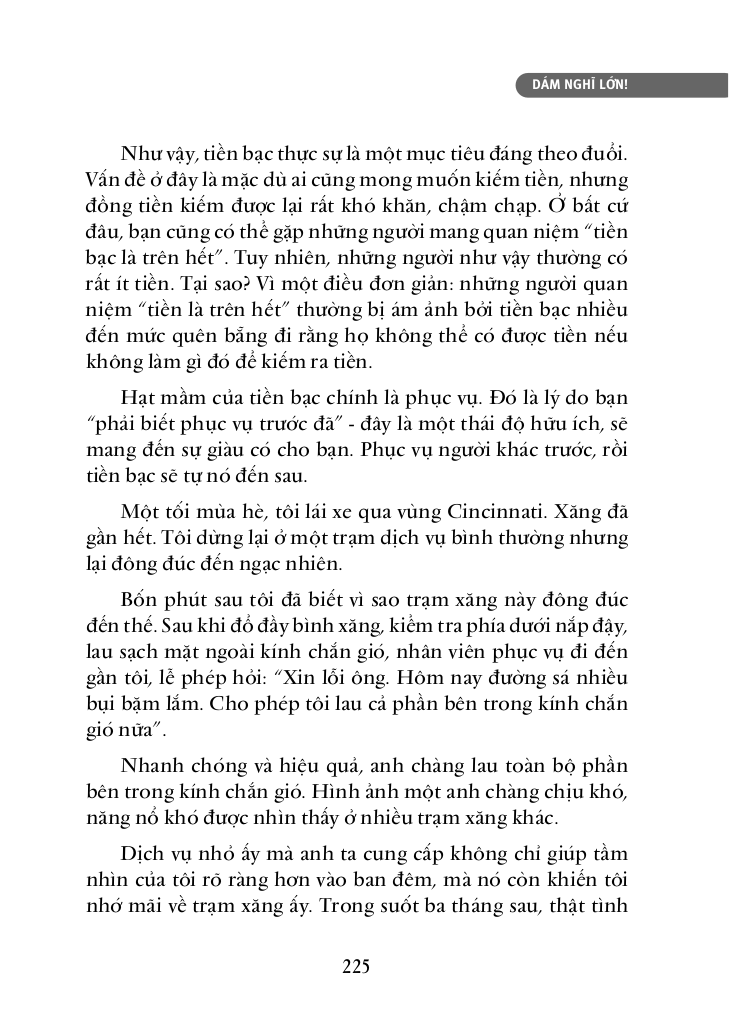 DÁM NGHĨ LỚN!
Như vậy, tiền bạc thực sự là một mục tiêu đáng theo đuổi.
Vấn đề ở đây là mặc dù ai cũng mong muốn kiếm tiền, nhưng
đồng tiền kiếm được lại rất khó khăn, chậm chạp. Ở bất cứ
đâu, bạn cũng có thể gặp những người mang quan niệm “tiền
bạc là trên hết”. Tuy nhiên, những người như vậy thường có
rất ít tiền. Tại sao? Vì một điều đơn giản: những người quan
niệm “tiền là trên hết” thường bị ám ảnh bởi tiền bạc nhiều
đến mức quên bẵng đi rằng họ không thể có được tiền nếu
không làm gì đó để kiếm ra tiền.
Hạt mầm của tiền bạc chính là phục vụ. Đó là lý do bạn
“phải biết phục vụ trước đã” - đây là một thái độ hữu ích, sẽ
mang đến sự giàu có cho bạn. Phục vụ người khác trước, rồi
tiền bạc sẽ tự nó đến sau.
Một tối mùa hè, tôi lái xe qua vùng Cincinnati. Xăng đã
gần hết. Tôi dừng lại ở một trạm dịch vụ bình thường nhưng
lại đông đúc đến ngạc nhiên.
Bốn phút sau tôi đã biết vì sao trạm xăng này đông đúc
đến thế. Sau khi đổ đầy bình xăng, kiểm tra phía dưới nắp đậy,
lau sạch mặt ngoài kính chắn gió, nhân viên phục vụ đi đến
gần tôi, lễ phép hỏi: “Xin lỗi ông. Hôm nay đường sá nhiều
bụi bặm lắm. Cho phép tôi lau cả phần bên trong kính chắn
gió nữa”.
Nhanh chóng và hiệu quả, anh chàng lau toàn bộ phần
bên trong kính chắn gió. Hình ảnh một anh chàng chịu khó,
năng nổ khó được nhìn thấy ở nhiều trạm xăng khác.
Dịch vụ nhỏ ấy mà anh ta cung cấp không chỉ giúp tầm
nhìn của tôi rõ ràng hơn vào ban đêm, mà nó còn khiến tôi
nhớ mãi về trạm xăng ấy. Trong suốt ba tháng sau, thật tình
225